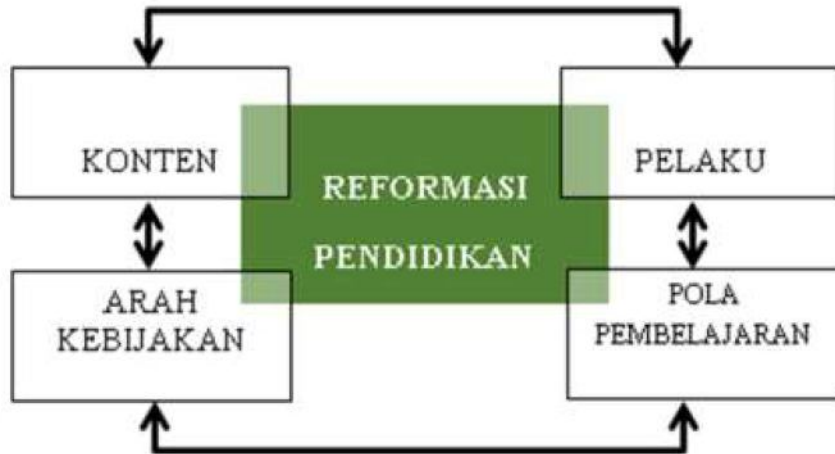 KONTEN
PELAKU
REFORMASI
PENDIDIKAN
ARAH
KEBIJAKAN
POLA
PEMBELAJARAN